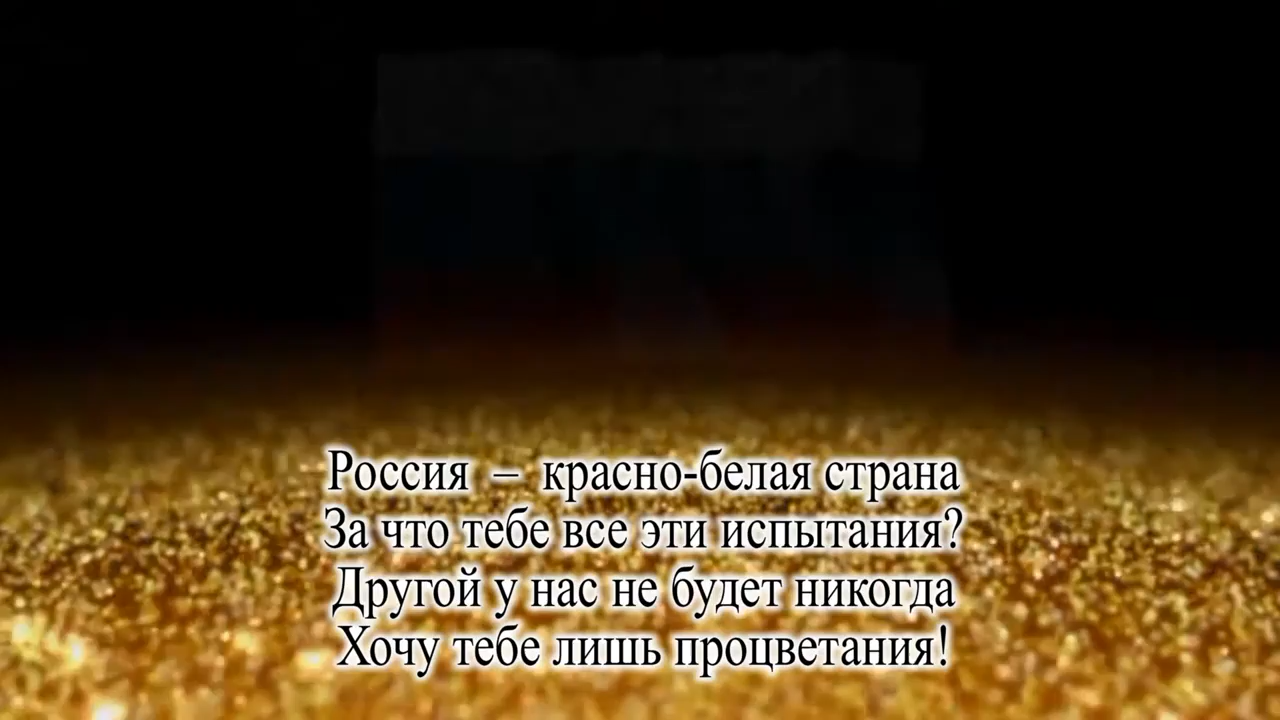 Россия – красно-белая страна
За что тебе все эти испытания?
Другой у нас не будет никогда
Хочу тебе лишь процветания!